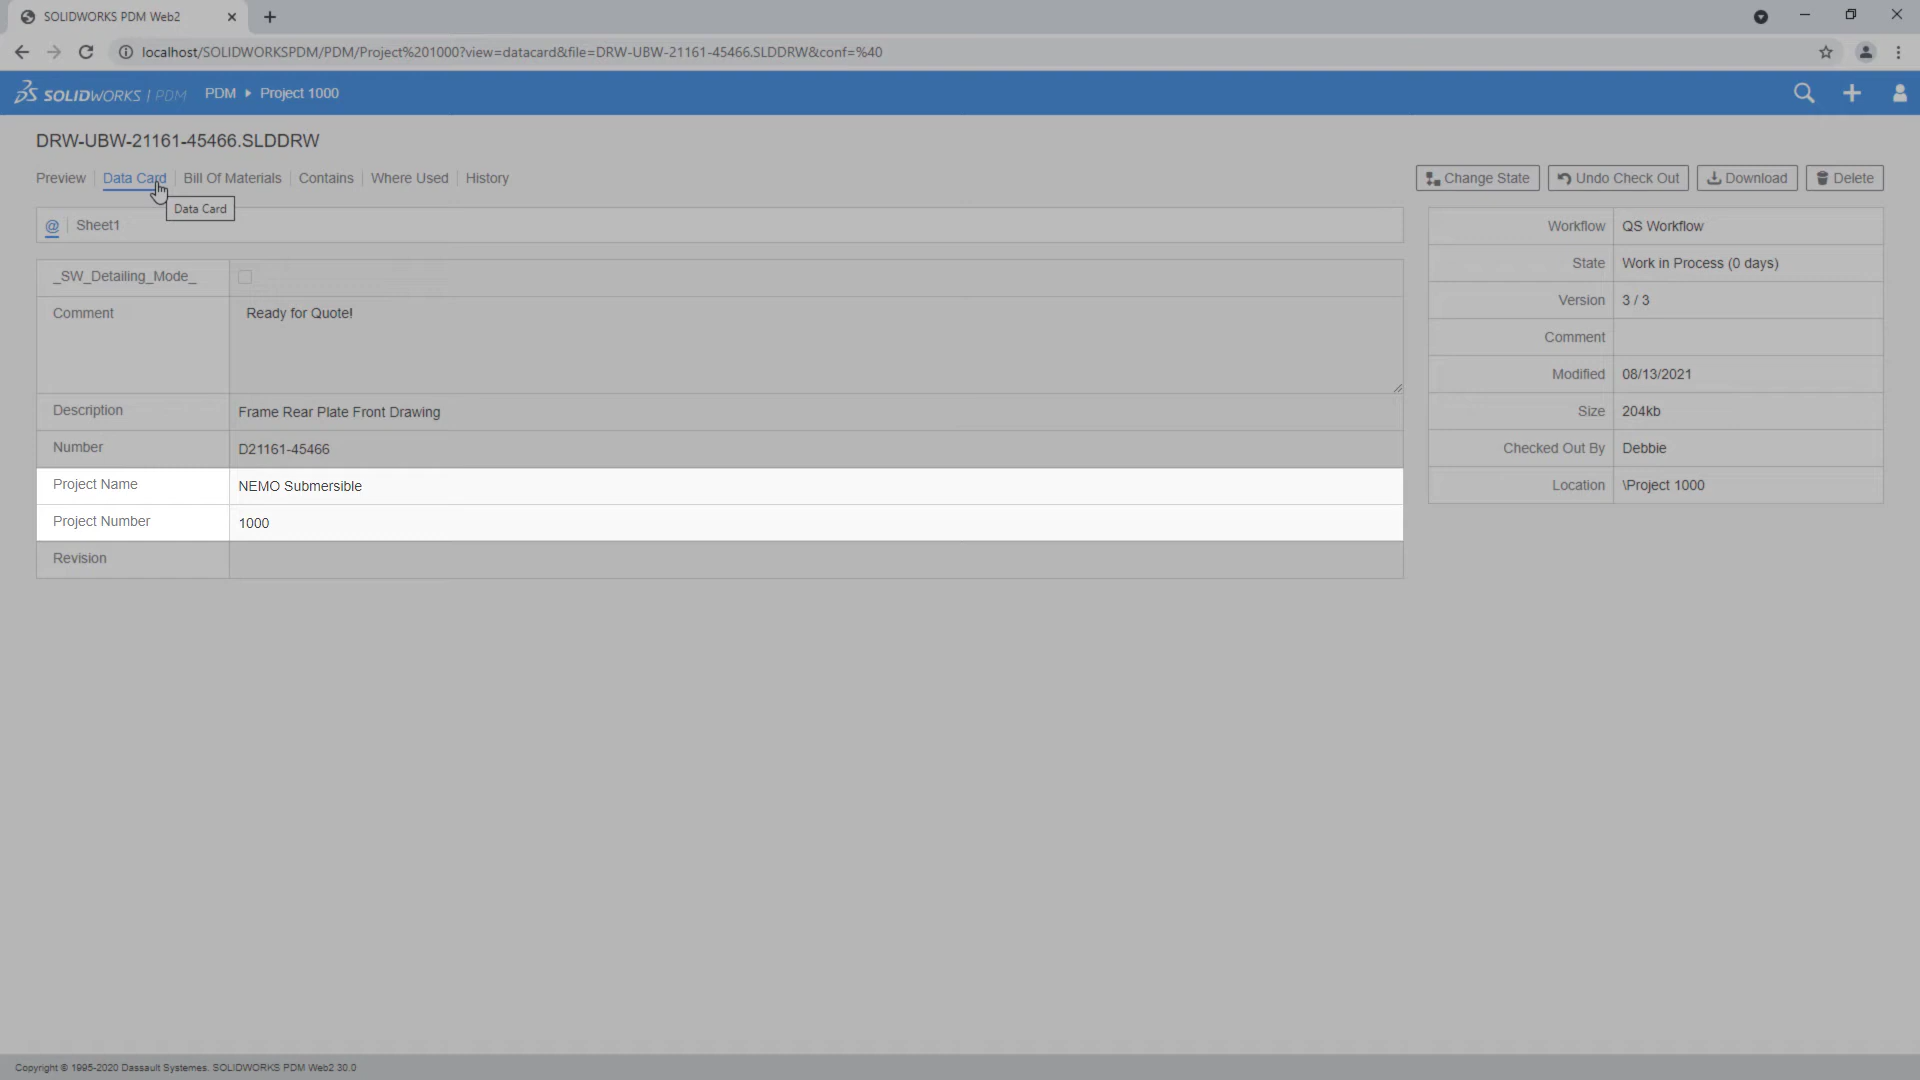 SOLIDWORKS PDM Web2
localhost/SOLIDWORKSPDM/PDM/Project%201000?view=datacard&file=DRW-UBW-21161-45466.SLDDRW&conf=%40
SOLIDWORKS | PDM PDM Project 1000
DRW-UBW-21161-45466.SLDDRW
Preview Data Card Bill Of Materials Contains Where Used History
Change State Undo Check Out Download Delete
Data Card
@ Sheet1
_SW_Detailing_Mode_
Comment Ready for Quote!
Description Frame Rear Plate Front Drawing
Number D21161-45466
Project Name NEMO Submersible
Project Number 1000
Revision
Workflow QS Workflow
State Work in Process (0 days)
Version 3 / 3
Comment
Modified 08/13/2021
Size 204kb
Checked Out By Debbie
Location \Project 1000
Copyright © 1995-2020 Dassault Systemes. SOLIDWORKS PDM Web2 30.0